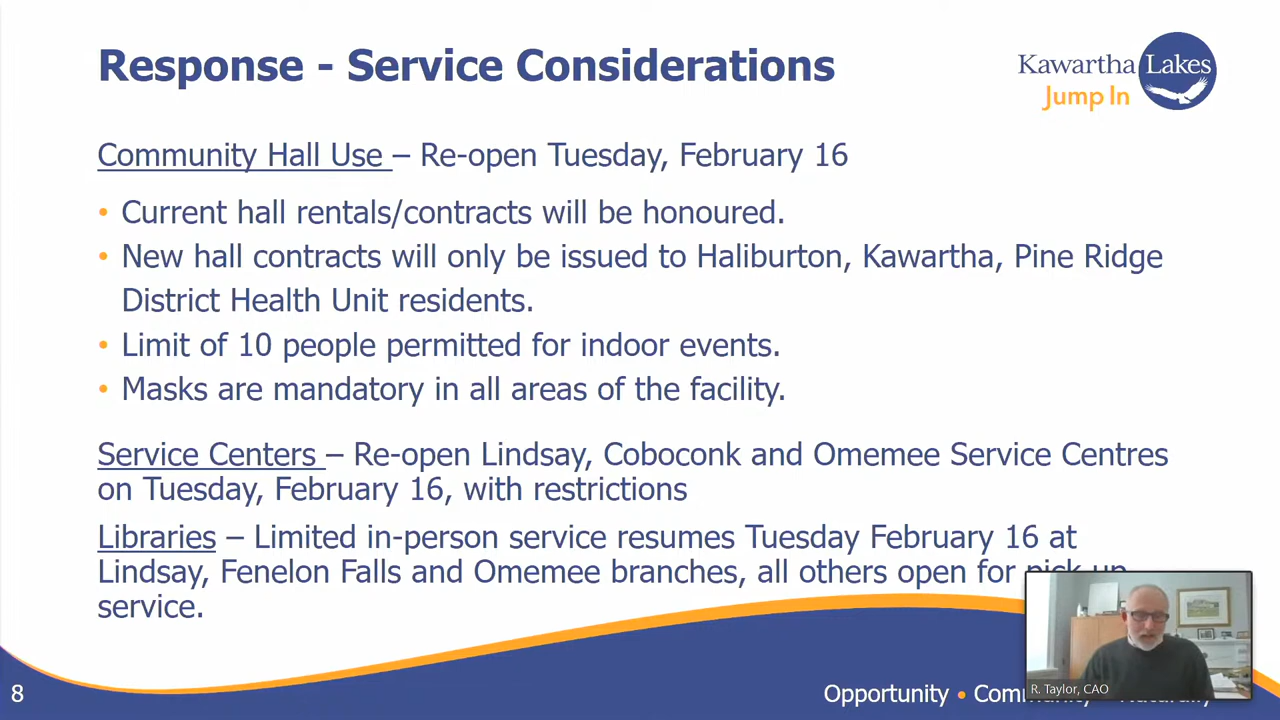 Response - Service Considerations
Kawartha Lakes
Jump In
Community Hall Use – Re-open Tuesday, February 16
• Current hall rentals/contracts will be honoured.
• New hall contracts will only be issued to Haliburton, Kawartha, Pine Ridge
District Health Unit residents.
• Limit of 10 people permitted for indoor events.
• Masks are mandatory in all areas of the facility.
Service Centers – Re-open Lindsay, Coboconk and Omemee Service Centres
on Tuesday, February 16, with restrictions
Libraries – Limited in-person service resumes Tuesday February 16 at
Lindsay, Fenelon Falls and Omemee branches, all others open for pick-up
service.
8
Opportunity •
R. Taylor, CAO